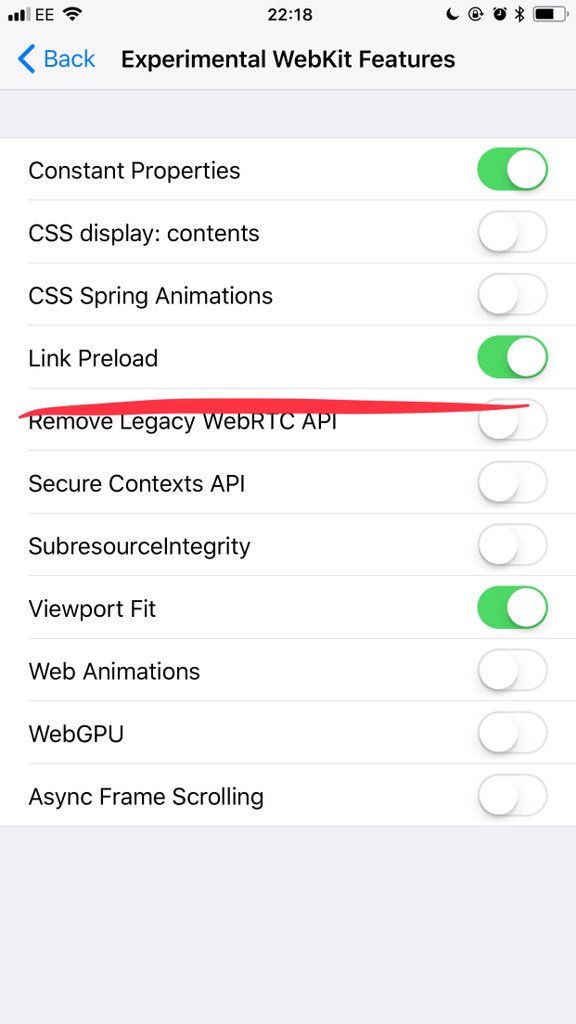 EE 22:18
Back Experimental WebKit Features
Constant Properties
CSS display: contents
CSS Spring Animations
Link Preload
Remove Legacy WebRTC API
Secure Contexts API
SubresourceIntegrity
Viewport Fit
Web Animations
WebGPU
Async Frame Scrolling